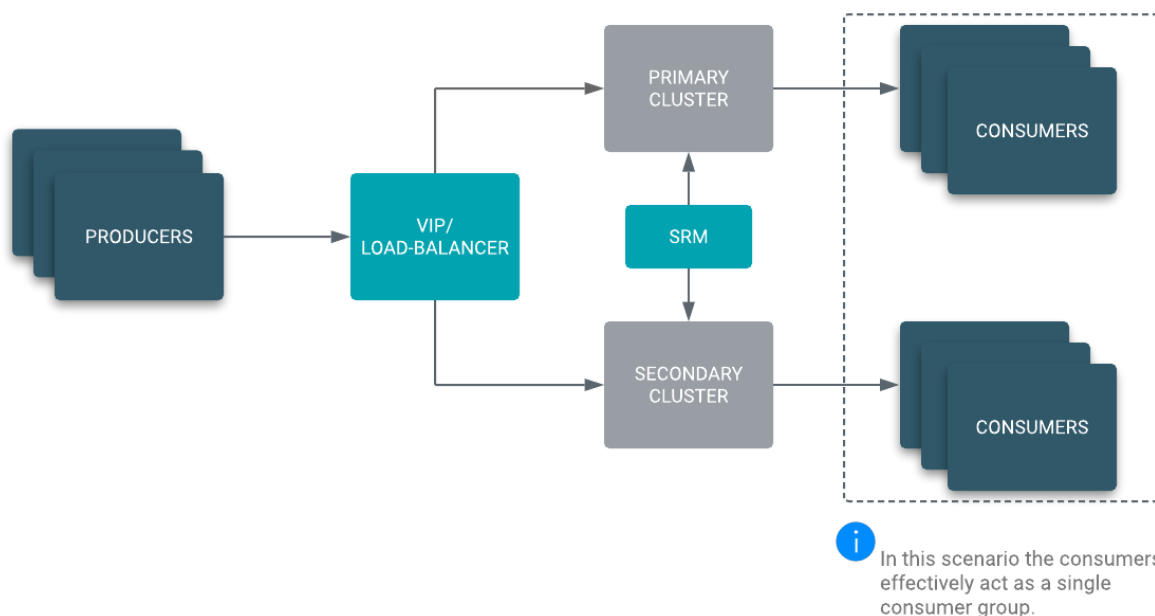 PRIMARY
CLUSTER
CONSUMERS
PRODUCERS
VIP/
LOAD-BALANCER
SRM
SECONDARY
CLUSTER
CONSUMERS
i
In this scenario the consumers
effectively act as a single
consumer group.